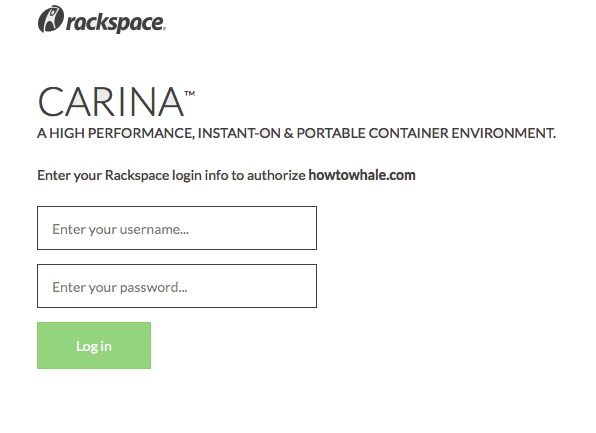 rackspace®
CARINA™
A HIGH PERFORMANCE, INSTANT-ON & PORTABLE CONTAINER ENVIRONMENT.
Enter your Rackspace login info to authorize howtowhale.com
Enter your username...
Enter your password...
Log in